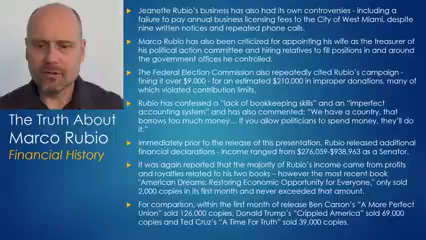 The Truth About
Marco Rubio
Financial History
Jeanette Rubio's business has also had its own controversies - including a
failure to pay annual business licensing fees to the City of West Miami, despite
nine written notices and repeated phone calls.
Marco Rubio has also been criticized for appointing his wife as the treasurer of
his political action committee and hiring relatives to fill positions in and around
the government offices he controlled.
The Federal Election Commission also repeatedly cited Rubio's campaign -
fining it over $9,000 - for an estimated $210,000 in improper donations, many
of which violated contribution limits.
Rubio has confessed a "lack of bookkeeping skills" and an "imperfect
accounting system" and has also commented: "We have a country, that
borrows too much money… If you allow politicians to spend money, they'll do
it."
Immediately prior to the release of this presentation, Rubio released additional
financial declarations - income ranged from $276,059-$938,963 as a Senator.
It was again reported that the majority of Rubio's income came from profits
and royalties related to his two books – however the most recent book
"American Dreams: Restoring Economic Opportunity for Everyone," only sold
2,000 copies in its first month and never exceeded that amount.
For comparison, within the first month of release Ben Carson's "A More Perfect
Union" sold 126,000 copies, Donald Trump's "Crippled America" sold 69,000
copies and Ted Cruz's "A Time For Truth" sold 39,000 copies.